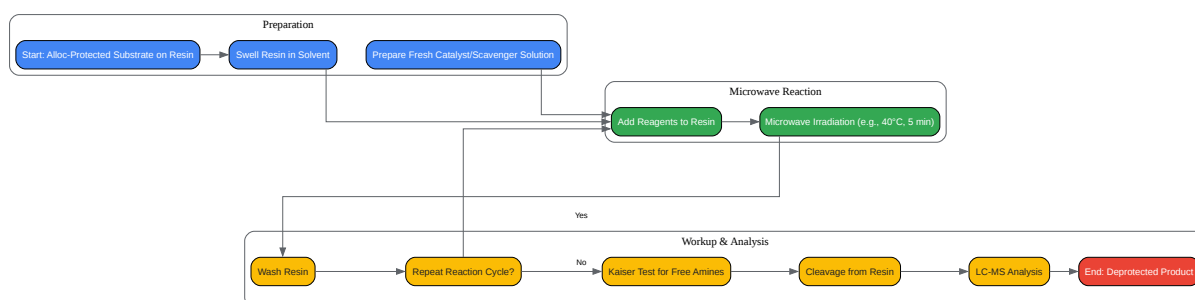 Preparation
Start: Alloc-Protected Substrate on Resin
Swell Resin in Solvent
Prepare Fresh Catalyst/Scavenger Solution
Microwave Reaction
Add Reagents to Resin
Microwave Irradiation (e.g., 40°C, 5 min)
Yes
Workup & Analysis
Wash Resin
Repeat Reaction Cycle?
No
Kaiser Test for Free Amines
Cleavage from Resin
LC-MS Analysis
End: Deprotected Product